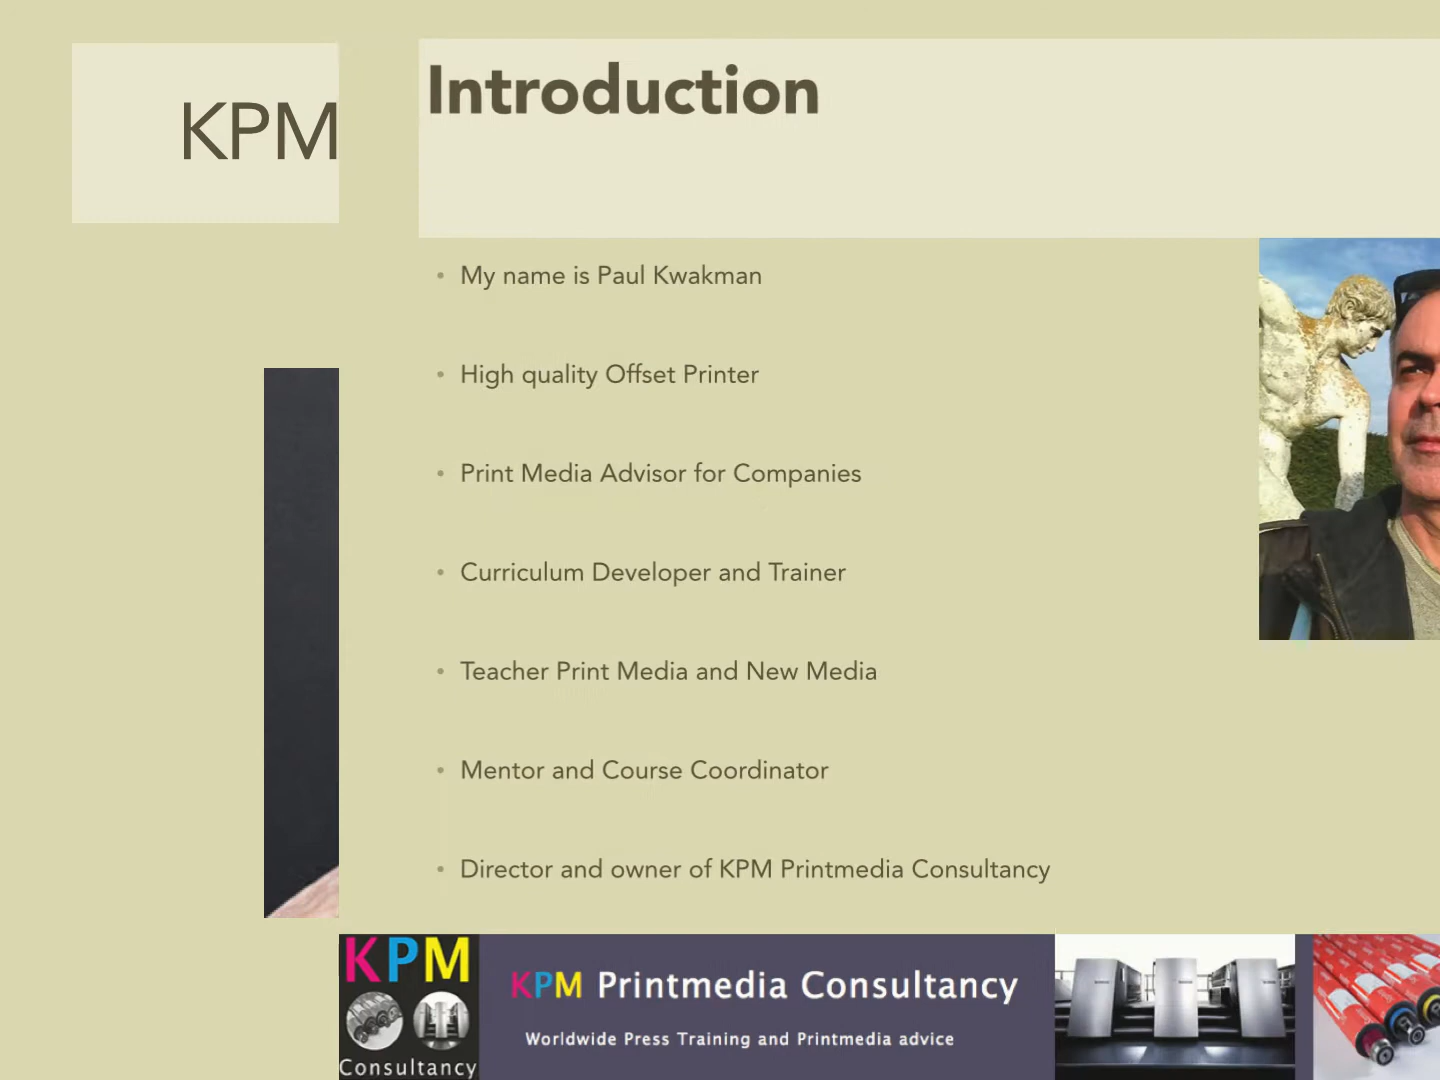 KPM
Introduction
My name is Paul Kwakman
High quality Offset Printer
Print Media Advisor for Companies
Curriculum Developer and Trainer
Teacher Print Media and New Media
Mentor and Course Coordinator
Director and owner of KPM Printmedia Consultancy
KPM
Consultancy
KPM Printmedia Consultancy
Worldwide Press Training and Printmedia advice